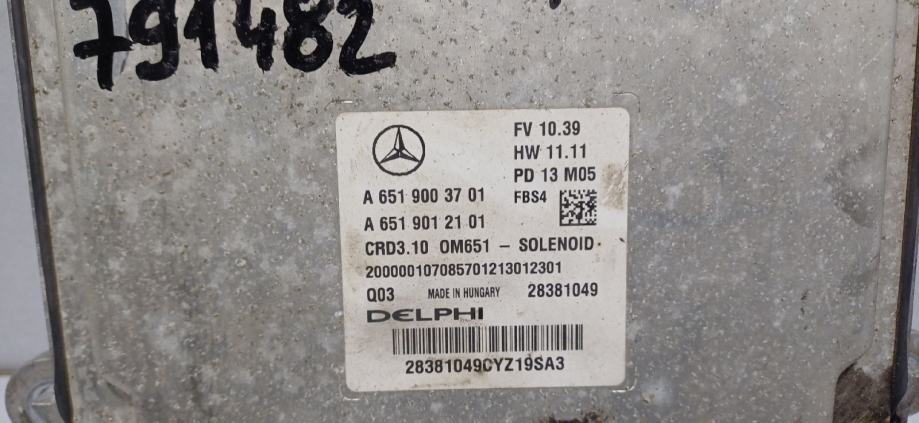 791482
FV 10.39
HW 11.11
PD 13 M05
A 651 900 37 01 FBS4
A 651 901 21 01
CRD3.10 OM651 – SOLENOID
200000107085701213012301
Q03 MADE IN HUNGARY 28381049
DELPHI
28381049CYZ19SA3